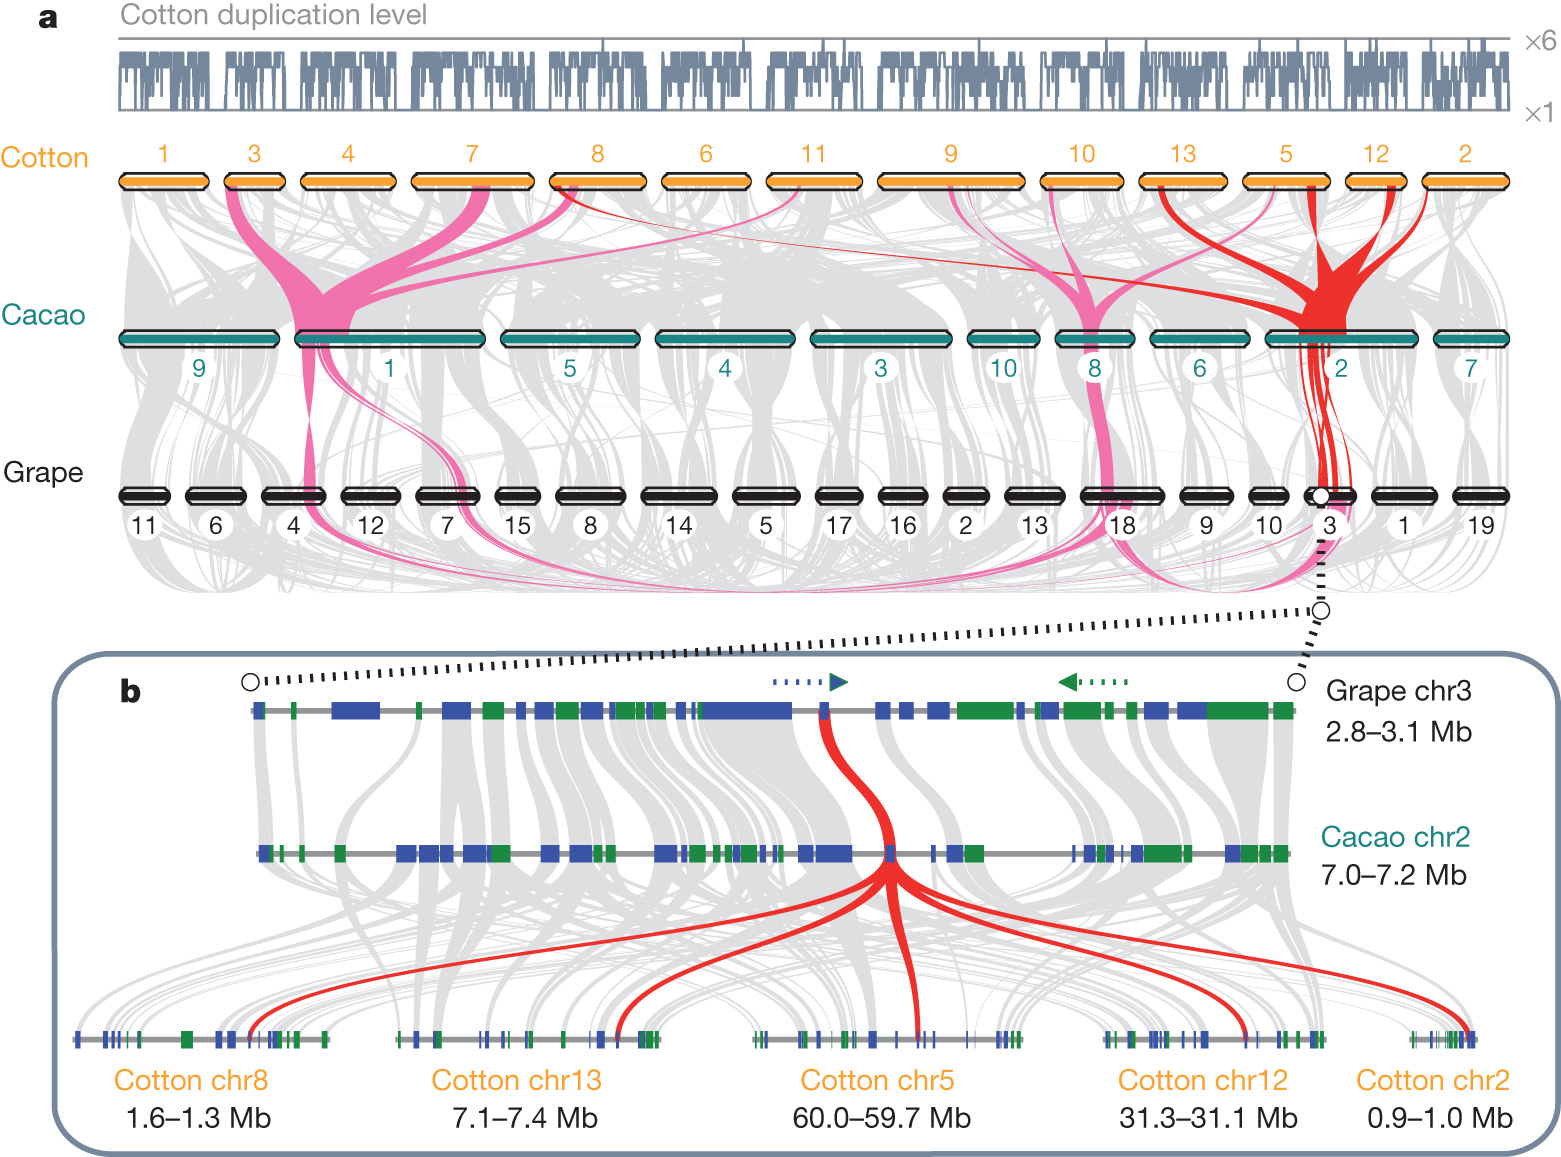 a
Cotton duplication level
×6
×1
Cotton 1 3 4 7 8 6 11 9 10 13 5 12 2
Cacao
9 1 5 4 3 10 8 6 2 7
Grape
11 6 4 12 7 15 8 14 5 17 16 2 13 18 9 10 3 1 19
b
Grape chr3
2.8–3.1 Mb
Cacao chr2
7.0–7.2 Mb
Cotton chr8 Cotton chr13 Cotton chr5 Cotton chr12 Cotton chr2
1.6–1.3 Mb 7.1–7.4 Mb 60.0–59.7 Mb 31.3–31.1 Mb 0.9–1.0 Mb